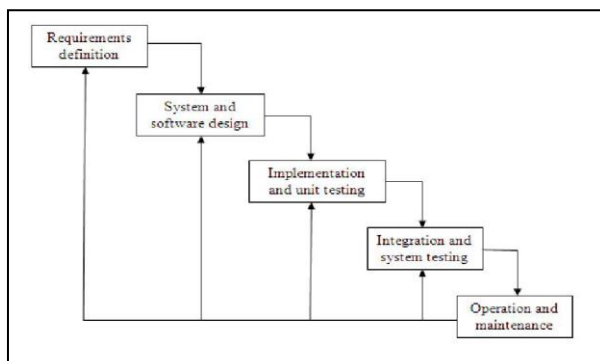 Requirements
definition
System and
software design
Implementation
and unit testing
Integration and
system testing
Operation and
maintenance